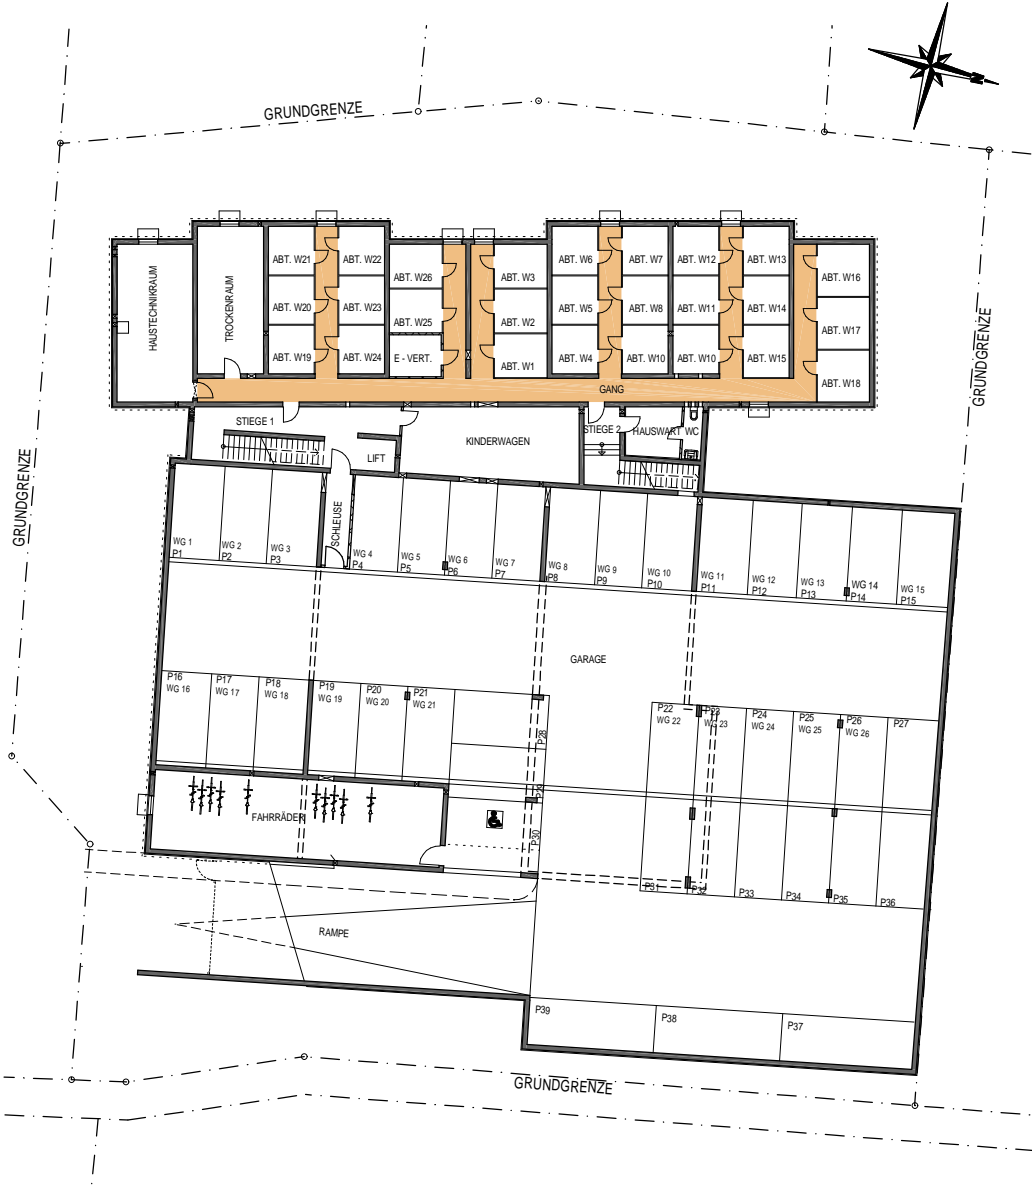 N
GRUNDGRENZE
HAUSTECHNIKRAUM
TROCKENRAUM
ABT. W21
ABT. W22
ABT. W20
ABT. W23
ABT. W19
ABT. W24
ABT. W26
ABT. W25
E - VERT.
ABT. W3
ABT. W2
ABT. W1
ABT. W6
ABT. W7
ABT. W5
ABT. W8
ABT. W4
ABT. W10
ABT. W12
ABT. W13
ABT. W11
ABT. W14
ABT. W10
ABT. W15
ABT. W16
ABT. W17
ABT. W18
GANG
GRUNDGRENZE
GRUNDGRENZE
STIEGE 1
LIFT
KINDERWAGEN
STIEGE 2
HAUSWART WC
SCHLEUSE
WG 1
P1
WG 2
P2
WG 3
P3
WG 4
P4
WG 5
P5
WG 6
P6
WG 7
P7
WG 8
P8
WG 9
P9
WG 10
P10
WG 11
P11
WG 12
P12
WG 13
P13
WG 14
P14
WG 15
P15
GARAGE
P16
WG 16
P17
WG 17
P18
WG 18
P19
WG 19
P20
WG 20
P21
WG 21
P28
P29
P30
P22
WG 22
P23
WG 23
P24
WG 24
P25
WG 25
P26
WG 26
P27
FAHRRÄDER
P31
P32
P33
P34
P35
P36
RAMPE
P39
P38
P37
GRUNDGRENZE